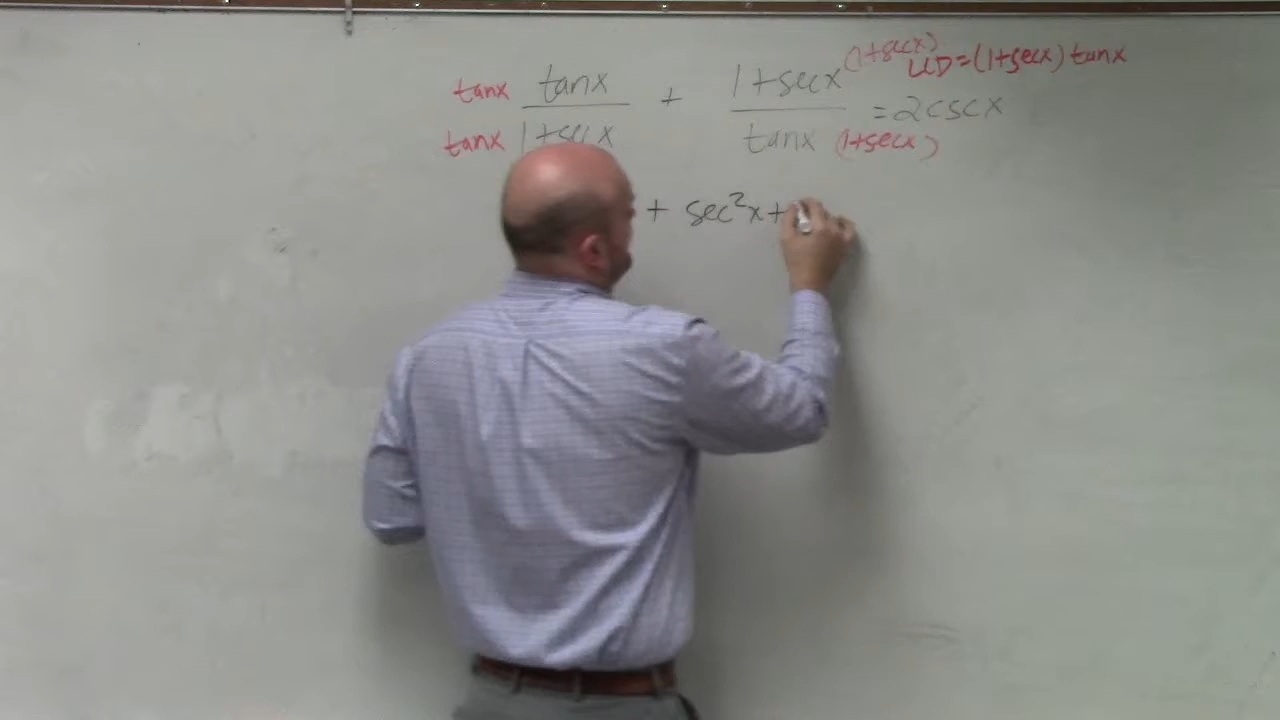 tanx tanx + 1+secx (1+secx) LCD=(1+secx) tanx
tanx 1+secx tanx (1+secx) =2cscx
+ sec²x+